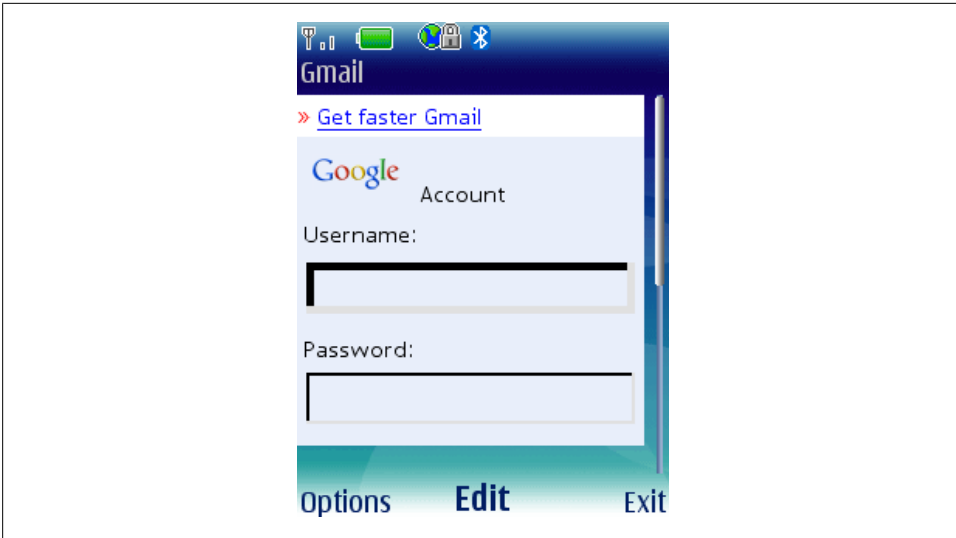 Gmail
» Get faster Gmail
Google
Account
Username:
Password:
Options Edit Exit